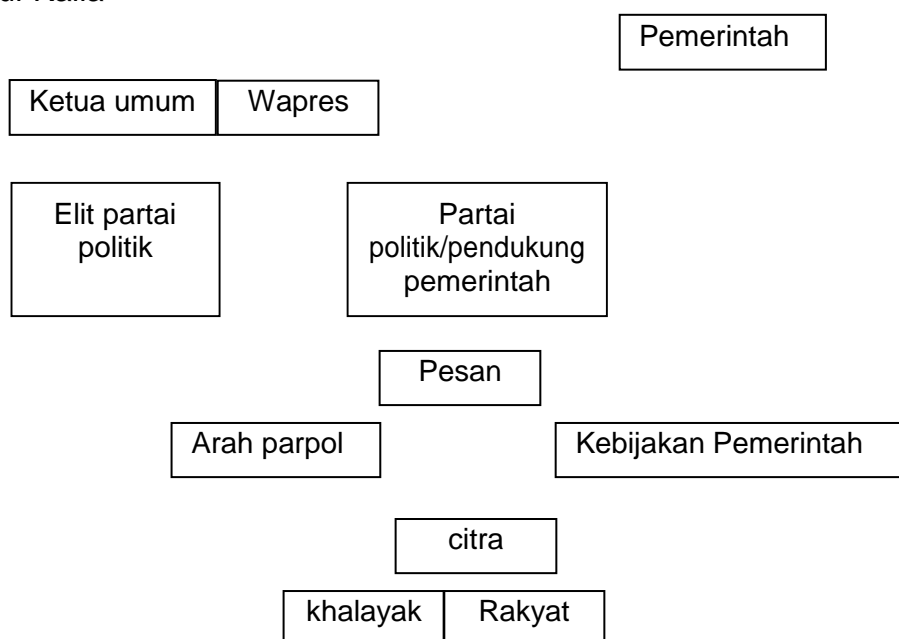 Pemerintah
Ketua umum Wapres
Elit partai
politik
Partai
politik/pendukung
pemerintah
Pesan
Arah parpol
Kebijakan Pemerintah
citra
khalayak Rakyat